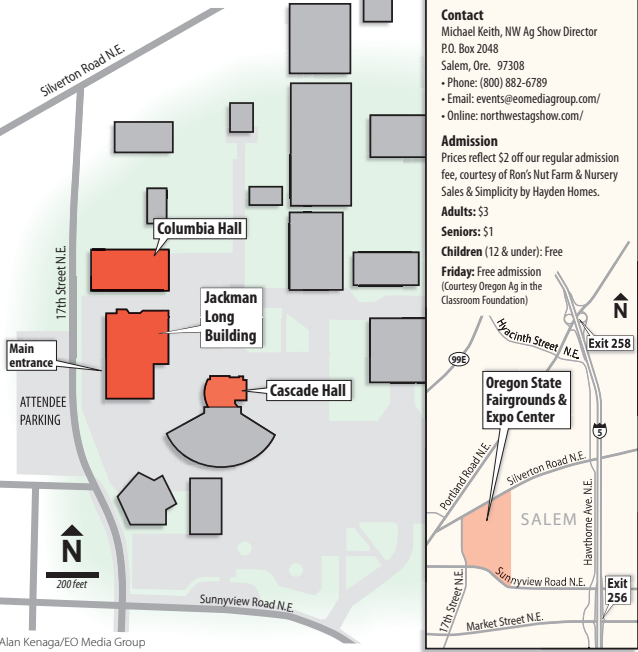 Silverton Road N.E.
17th Street N.E.
Columbia Hall
Jackman
Long
Building
Main
entrance
Cascade Hall
ATTENDEE
PARKING
N
200 feet
Sunnyview Road N.E.
Alan Kenaga/EO Media Group
Contact
Michael Keith, NW Ag Show Director
P.O. Box 2048
Salem, Ore. 97308
• Phone: (800) 882-6789
• Email: events@eomediagroup.com/
• Online: northwestagshow.com/
Admission
Prices reflect $2 off our regular admission
fee, courtesy of Ron’s Nut Farm & Nursery
Sales & Simplicity by Hayden Homes.
Adults: $3
Seniors: $1
Children (12 & under): Free
Friday: Free admission
(Courtesy Oregon Ag in the
Classroom Foundation)
N
Hyacinth Street N.E.
Exit 258
99E
Oregon State
Fairgrounds &
Expo Center
5
Portland Road N.E.
Silverton Road N.E.
SALEM
Hawthorne Ave. N.E.
Sunnyview Road N.E.
Exit
256
17th Street N.E.
Market Street N.E.